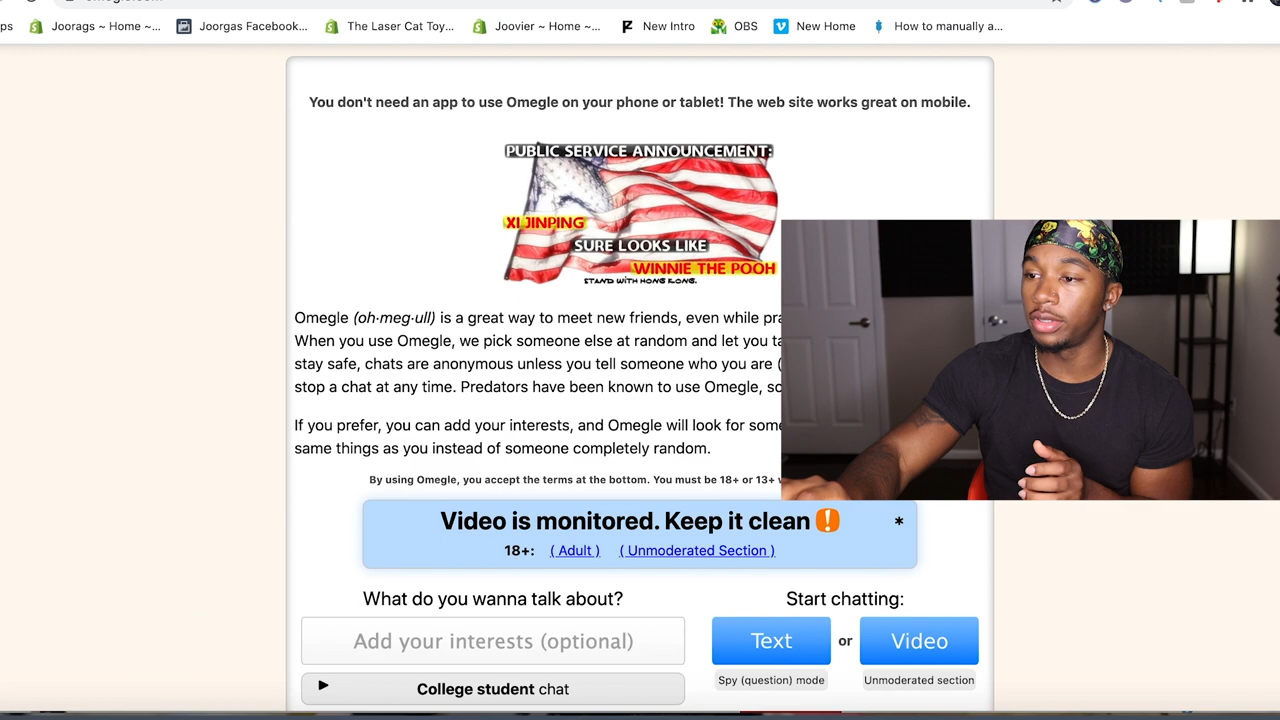 ps Joorgs ~ Home ~... Joorgas Facebook... The Laser Cat Toy... Joovier ~ Home ~... New Intro OBS New Home How to manually a...
You don't need an app to use Omegle on your phone or tablet! The web site works great on mobile.
PUBLIC SERVICE ANNOUNCEMENT:
XI JINPING
SURE LOOKS LIKE
WINNIE THE POOH
STAND WITH HONG KONG.
Omegle (oh·meg·ull) is a great way to meet new friends, even while pra
When you use Omegle, we pick someone else at random and let you ta
stay safe, chats are anonymous unless you tell someone who you are (
stop a chat at any time. Predators have been known to use Omegle, so
If you prefer, you can add your interests, and Omegle will look for some
same things as you instead of someone completely random.
By using Omegle, you accept the terms at the bottom. You must be 18+ or 13+
Video is monitored. Keep it clean ! *
18+: (Adult) (Unmoderated Section)
What do you wanna talk about? Start chatting:
Add your interests (optional) Text or Video
Spy (question) mode Unmoderated section
College student chat